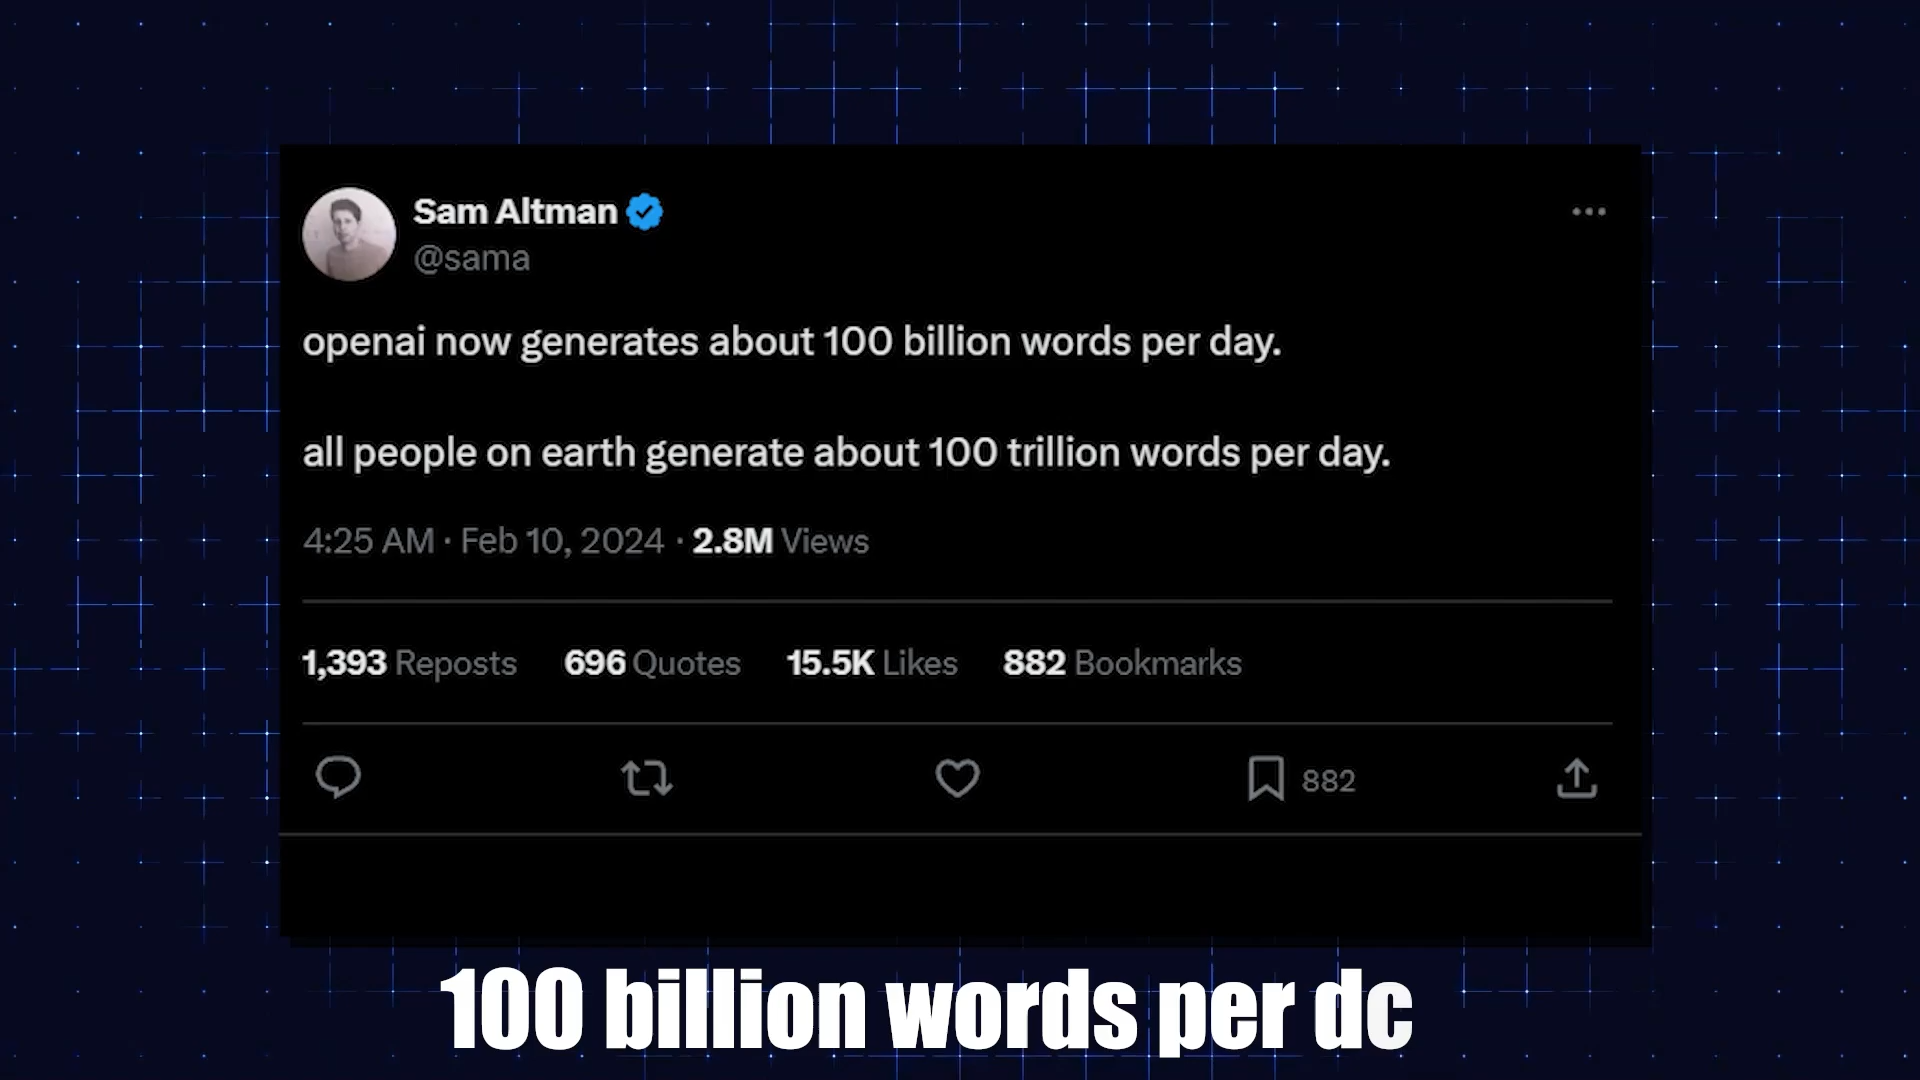 Sam Altman
@sama
openai now generates about 100 billion words per day.
all people on earth generate about 100 trillion words per day.
4:25 AM · Feb 10, 2024 · 2.8M Views
1,393 Reposts 696 Quotes 15.5K Likes 882 Bookmarks
882
100 billion words per